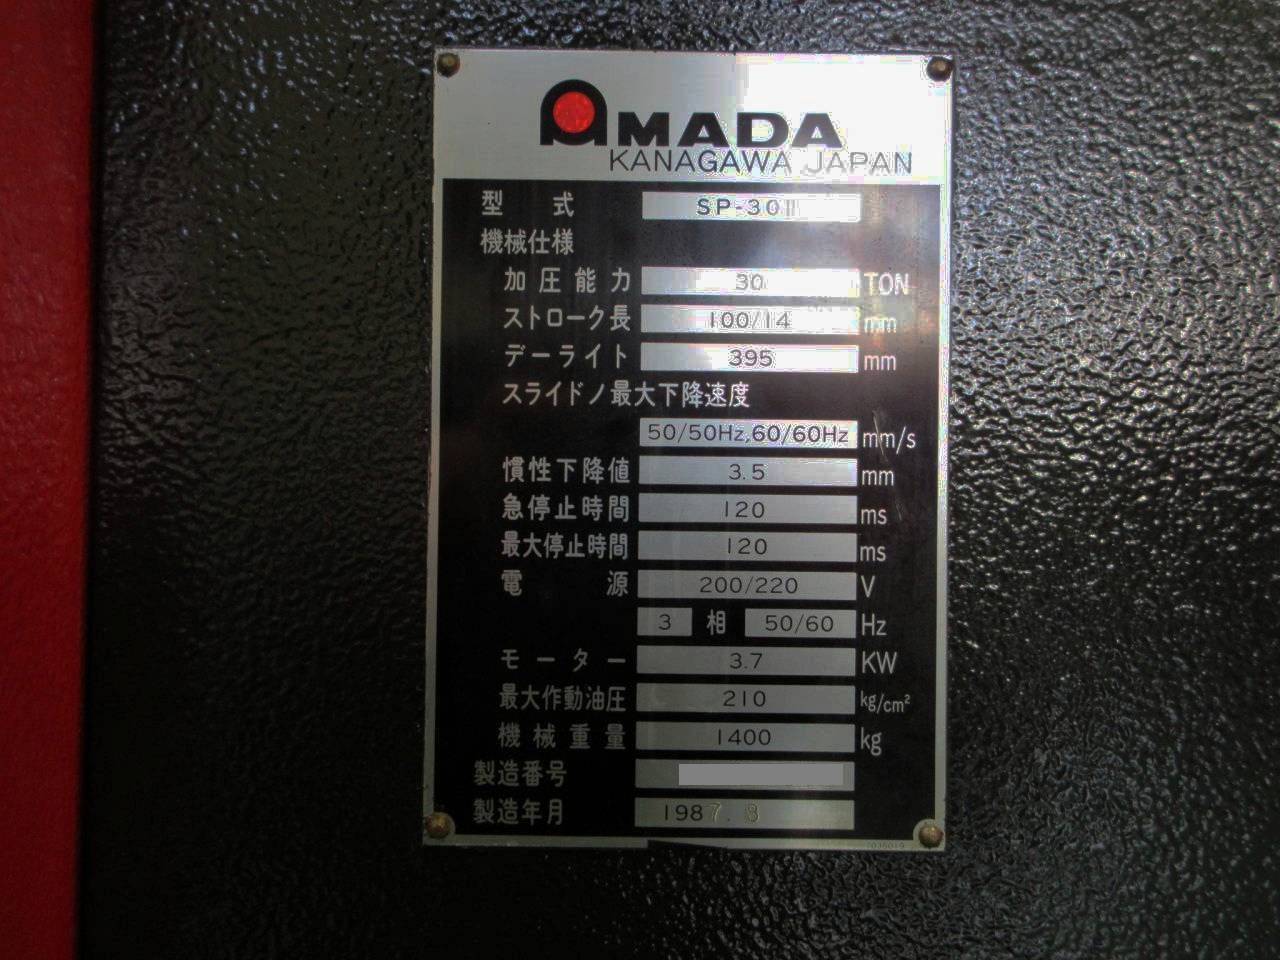 AMADA
KANAGAWA JAPAN
型式 SP-30II
機械仕様
加圧能力 30 TON
ストローク長 100/14 mm
デーライト 395 mm
スライドノ最大下降速度
50/50Hz,60/60Hz mm/s
慣性下降値 3.5 mm
急停止時間 120 ms
最大停止時間 120 ms
電源 200/220 V
3 相 50/60 Hz
モーター 3.7 KW
最大作動油圧 210 kg/cm²
機械重量 1400 kg
製造番号
製造年月 1987. 8